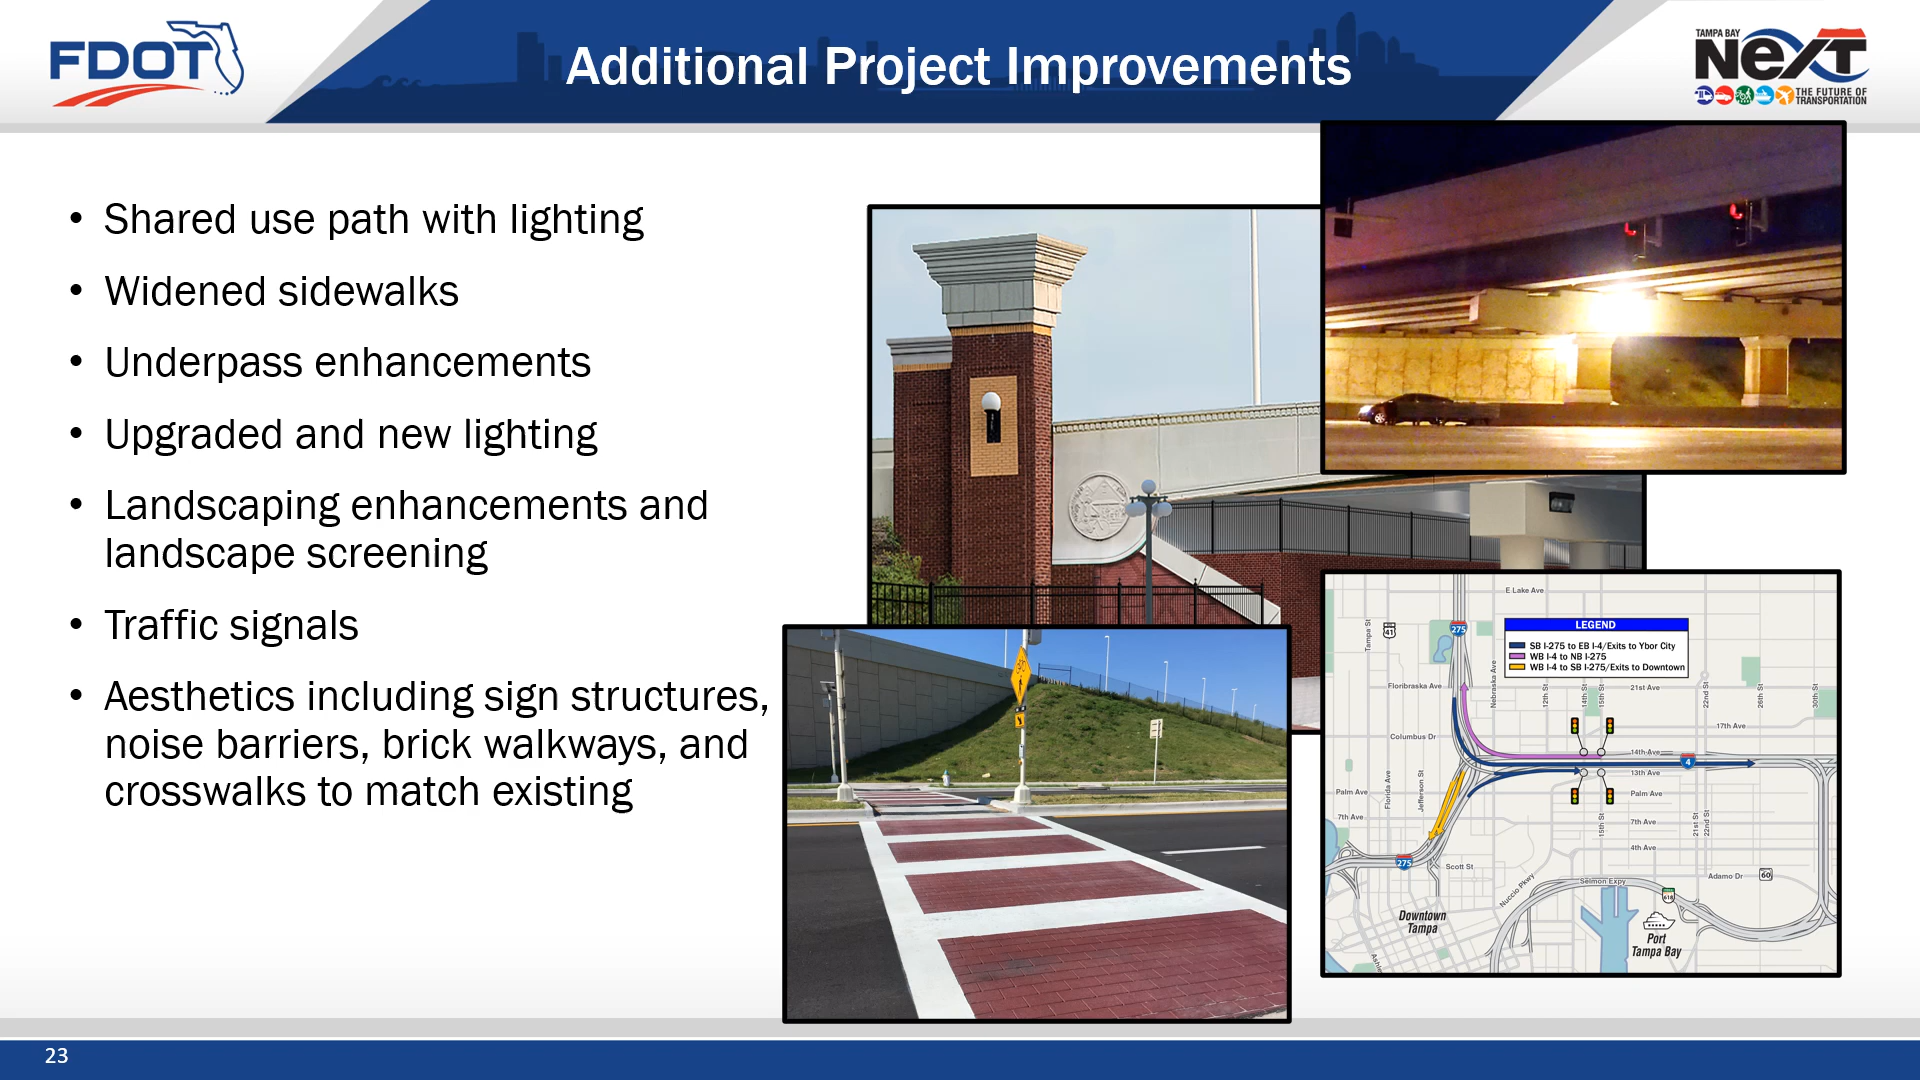 FDOT
Additional Project Improvements
TAMPA BAY
NEXT
THE FUTURE OF
TRANSPORTATION
• Shared use path with lighting
• Widened sidewalks
• Underpass enhancements
• Upgraded and new lighting
• Landscaping enhancements and
landscape screening
• Traffic signals
• Aesthetics including sign structures,
noise barriers, brick walkways, and
crosswalks to match existing
E Lake Ave
Tampa St
41
275
LEGEND
SB I-275 to EB I-4/Exits to Ybor City
WB I-4 to NB I-275
WB I-4 to SB I-275/Exits to Downtown
Nebraska Ave
Floribraska Ave
12th St
14th St
15th St
21st Ave
22nd St
26th St
30th St
17th Ave
Columbus Dr
14th Ave
4
13th Ave
Florida Ave
Jefferson St
Palm Ave
Palm Ave
7th Ave
15th St
7th Ave
21st St
22nd St
4th Ave
275
Scott St
Nuccio Pkwy
Selmon Expy
618
Adamo Dr
60
Downtown
Tampa
Port
Tampa Bay
23